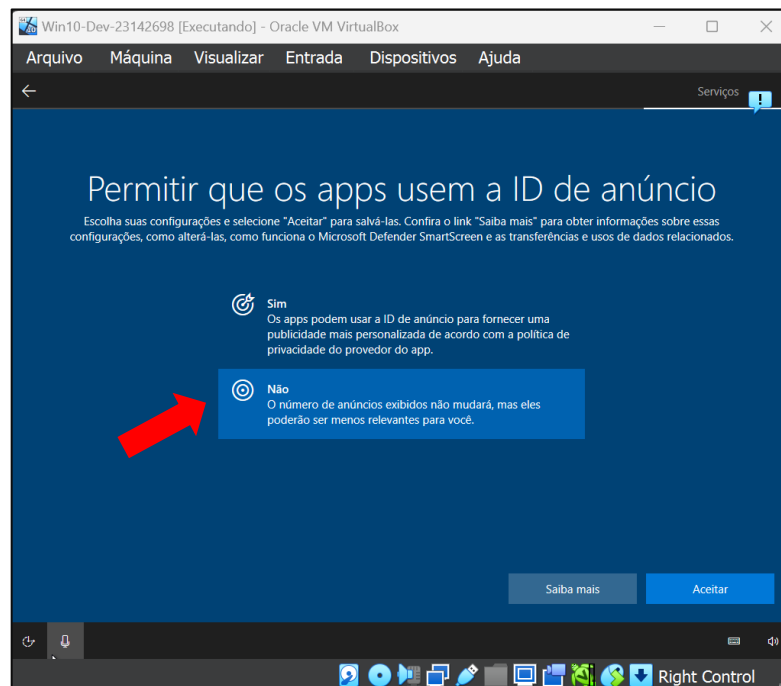 Win10-Dev-23142698 [Executando] - Oracle VM VirtualBox
Arquivo Máquina Visualizar Entrada Dispositivos Ajuda
Serviços
Permitir que os apps usem a ID de anúncio
Escolha suas configurações e selecione "Aceitar" para salvá-las. Confira o link "Saiba mais" para obter informações sobre essas
configurações, como alterá-las, como funciona o Microsoft Defender SmartScreen e as transferências e usos de dados relacionados.
Sim
Os apps podem usar a ID de anúncio para fornecer uma
publicidade mais personalizada de acordo com a política de
privacidade do provedor do app.
Não
O número de anúncios exibidos não mudará, mas eles
poderão ser menos relevantes para você.
Saiba mais Aceitar
Right Control